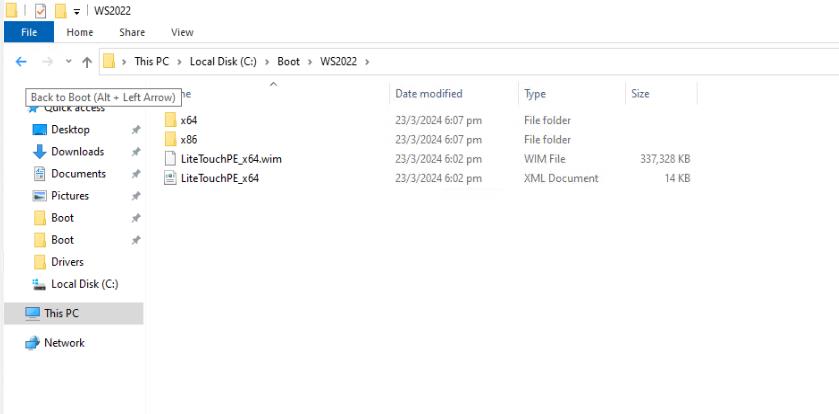 WS2022
File Home Share View
This PC Local Disk (C:) Boot WS2022
Back to Boot (Alt + Left Arrow)
me Date modified Type Size
Quick access
x64 23/3/2024 6:07 pm File folder
Desktop
x86 23/3/2024 6:07 pm File folder
Downloads
LiteTouchPE_x64.wim 23/3/2024 6:02 pm WIM File 337,328 KB
Documents
LiteTouchPE_x64 23/3/2024 6:02 pm XML Document 14 KB
Pictures
Boot
Boot
Drivers
Local Disk (C:)
This PC
Network